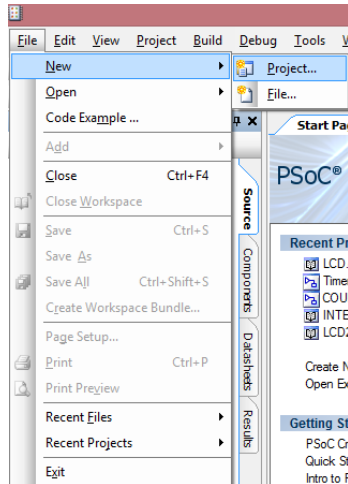 File Edit View Project Build Debug Tools
New
Project...
Open
File...
Code Example ...
Start Pa
Add
PSoC®
Close Ctrl+F4
Close Workspace
Source
Save Ctrl+S
Save As
Recent Pr
Save All Ctrl+Shift+S
LCD.
Components
Timer
Create Workspace Bundle...
COU
INTE
Page Setup...
LCD2
Datasheets
Print Ctrl+P
Create N
Print Preview
Open Ex
Recent Files
Results
Getting St
Recent Projects
PSoC Cr
Quick St
Exit
Intro to P